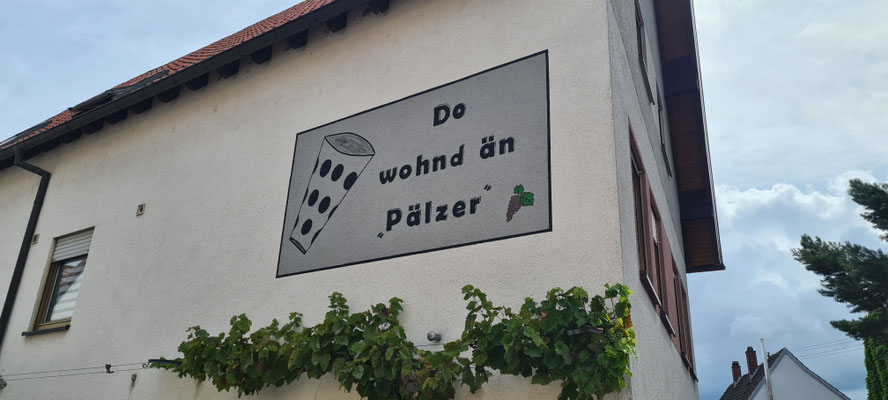 Do
wohnd än
„Pälzer”